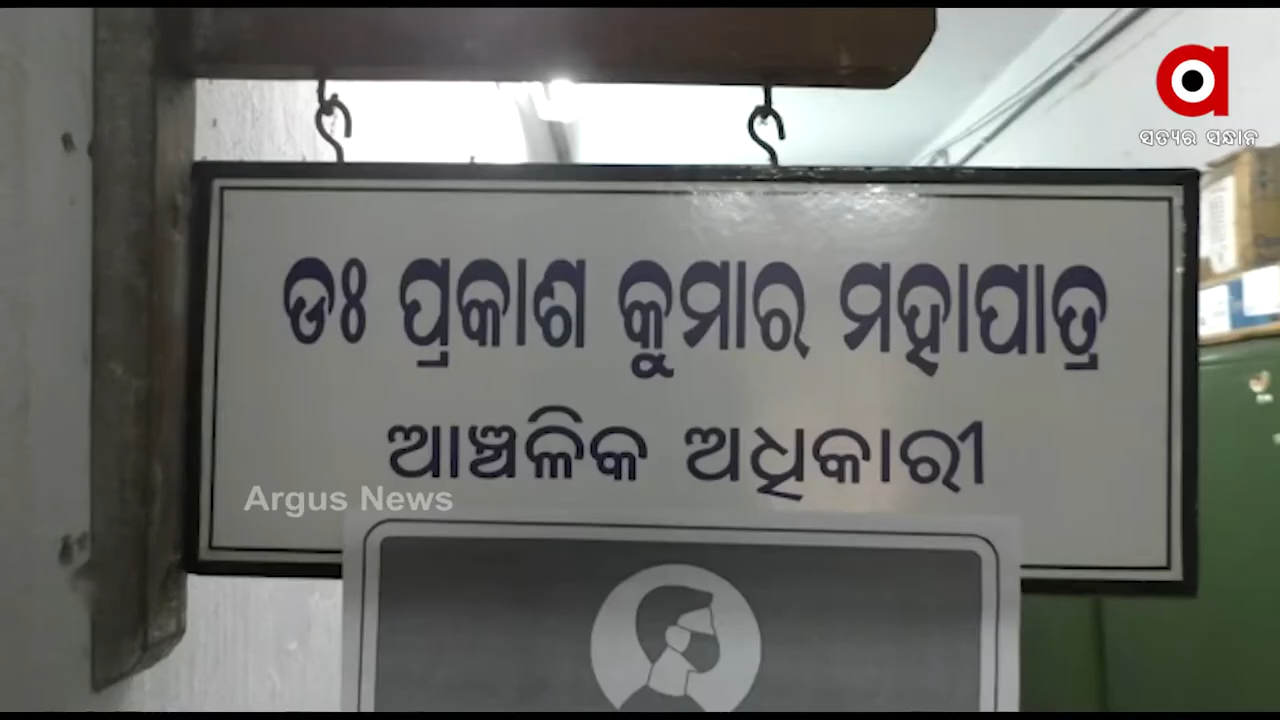 ସତ୍ୟର ସନ୍ଧାନ
ଡଃ ପ୍ରକାଶ କୁମାର ମହାପାତ୍ର
ଆଞ୍ଚଳିକ ଅଧିକାରୀ
Argus News